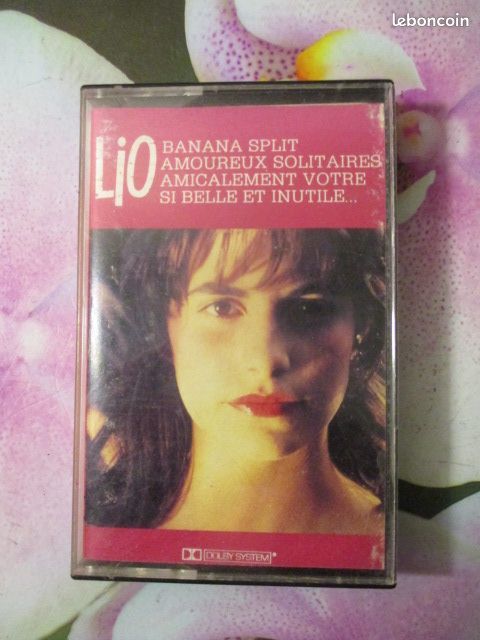 leboncoin
LiO
BANANA SPLIT
AMOUREUX SOLITAIRES
AMICALEMENT VOTRE
SI BELLE ET INUTILE...
DOLBY SYSTEM